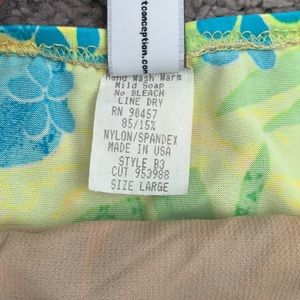 tconception.com
Hand Wash Warm
Mild Soap
No BLEACH
LINE DRY
RN 90457
85/15%
NYLON/SPANDEX
MADE IN USA
STYLE B3
CUT 953988
SIZE LARGE